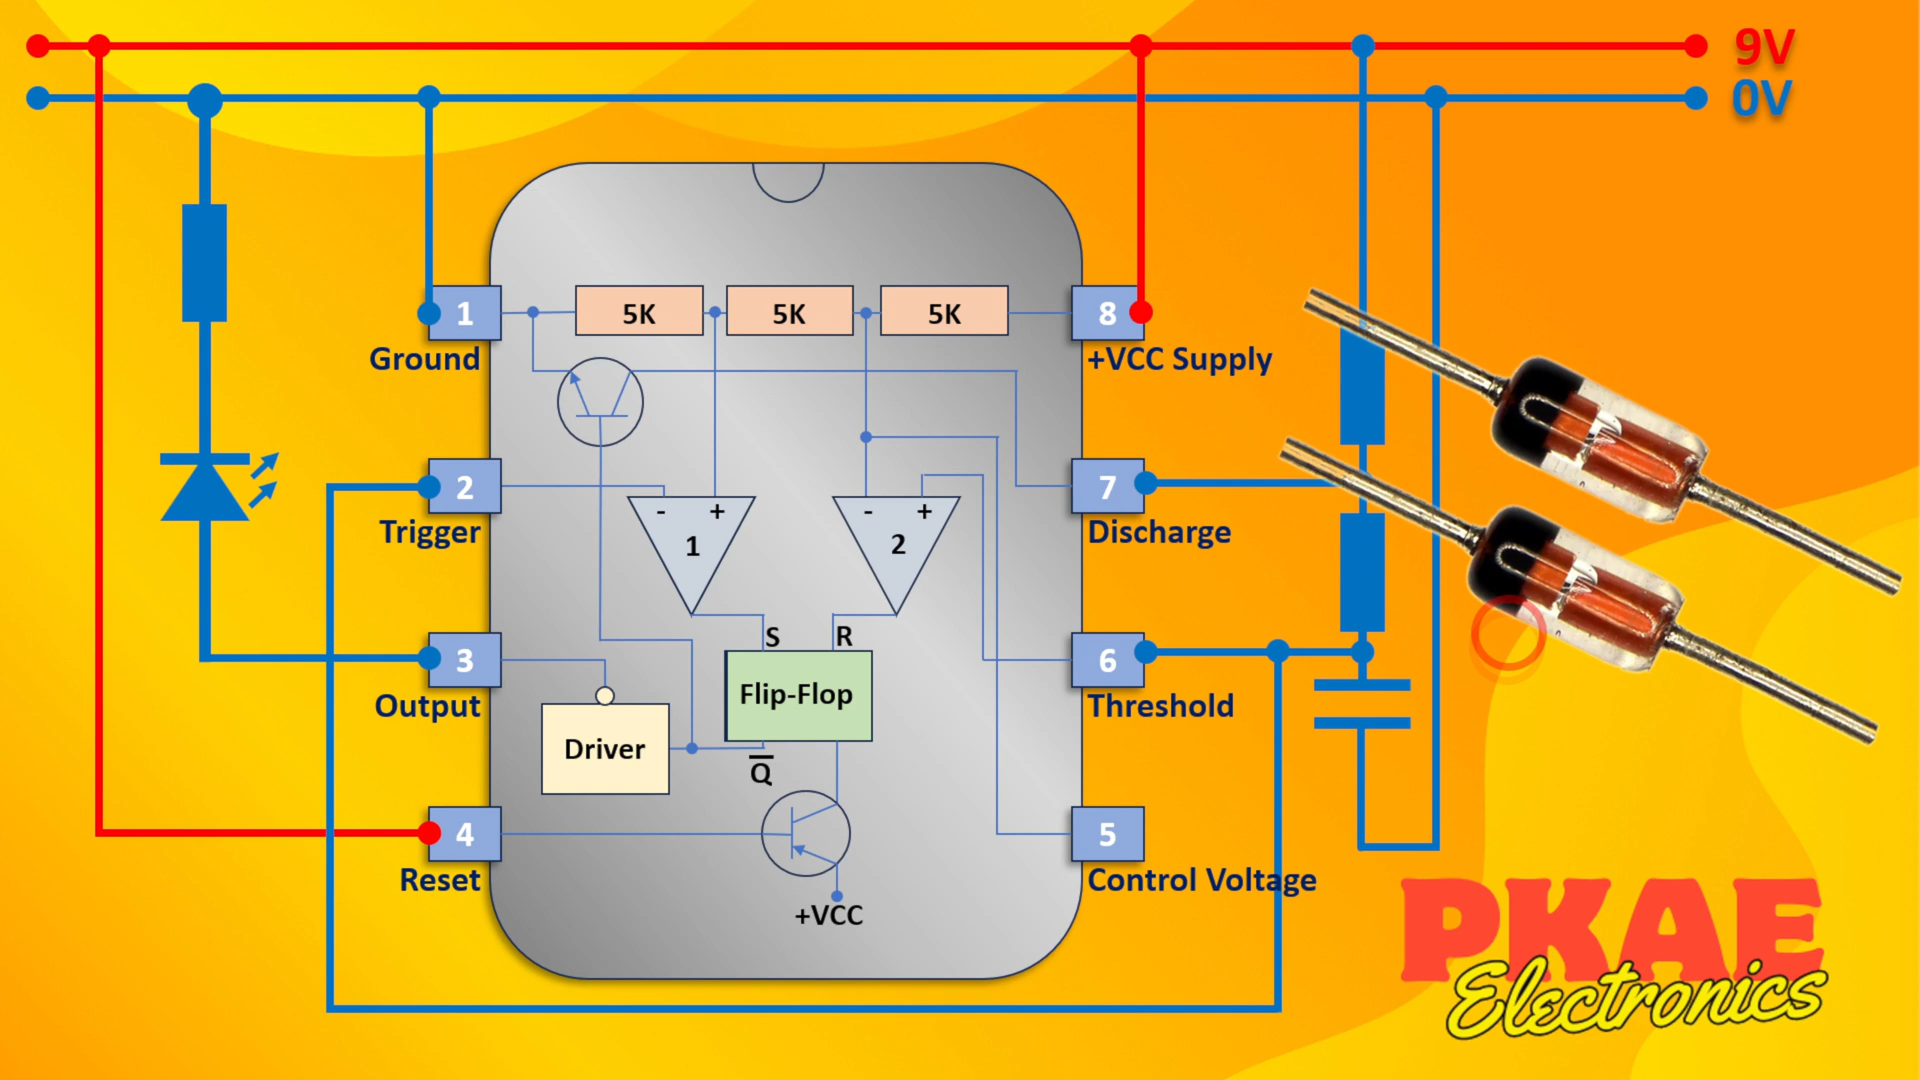 9V
0V
1
5K
5K
5K
8
Ground
+VCC Supply
2
- +
1
- +
2
7
Trigger
Discharge
S
R
3
Flip-Flop
6
Output
Threshold
Driver
Q̅
4
5
Reset
Control Voltage
+VCC
PKAE
Electronics